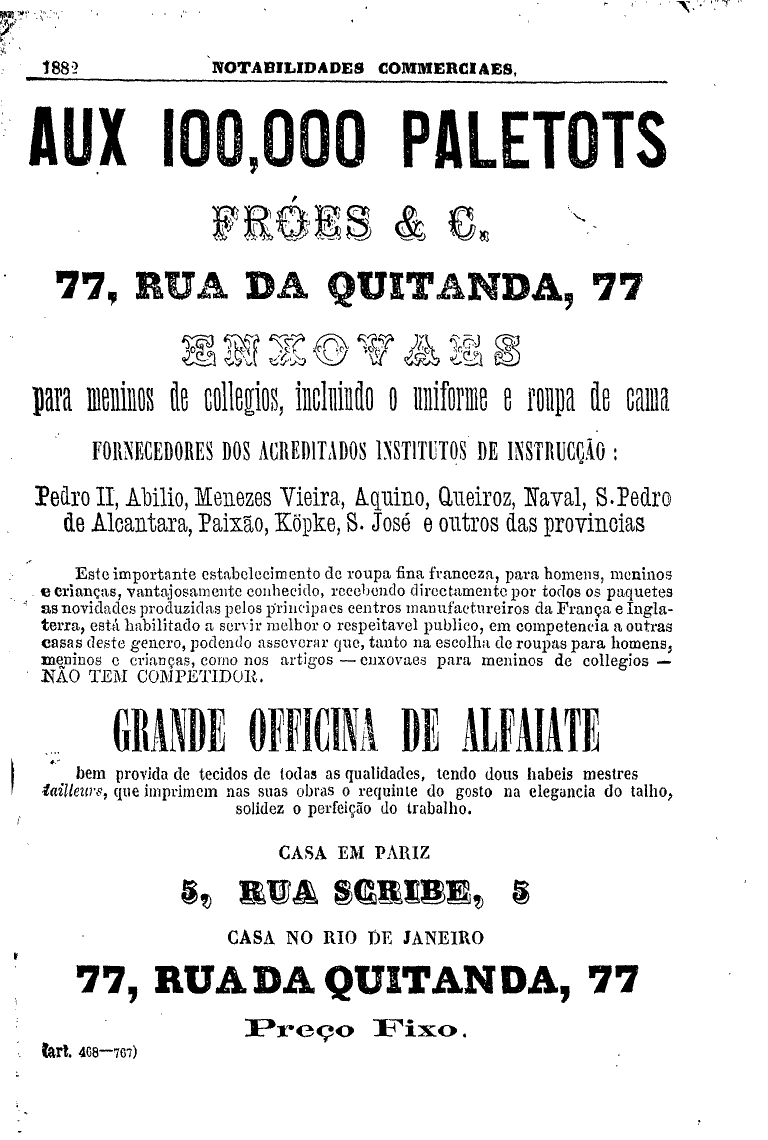 1882 NOTABILIDADES COMMERCIAES.
AUX 100,000 PALETOTS
FRÓES & C.
77, RUA DA QUITANDA, 77
ENXOVAES
para meninos de collegios, incluindo o uniforme e roupa de cama
FORNECEDORES DOS ACREDITADOS INSTITUTOS DE INSTRUCÇÃO :
Pedro II, Abilio, Menezes Vieira, Aquino, Queiroz, Naval, S. Pedro
de Alcantara, Paixão, Köpke, S. José e outros das provincias
Este importante estabelecimento de roupa fina franceza, para homens, meninos
e crianças, vantajosamente conhecido, recebendo directamente por todos os paquetes
as novidades produzidas pelos principaes centros manufactureiros da França e Ingla-
terra, está habilitado a servir melhor o respeitavel publico, em competencia a outras
casas deste genero, podendo asseverar que, tanto na escolha de roupas para homens,
meninos e crianças, como nos artigos — enxovaes para meninos de collegios —
NÃO TEM COMPETIDOR.
GRANDE OFFICINA DE ALFAIATE
bem provida de tecidos de todas as qualidades, tendo dous habeis mestres
tailleurs, que imprimem nas suas obras o requinte do gosto na elegancia do talho,
solidez e perfeição do trabalho.
CASA EM PARIZ
5, RUA SCRIBE, 5
CASA NO RIO DE JANEIRO
77, RUA DA QUITANDA, 77
Preço Fixo.
(art. 468—767)